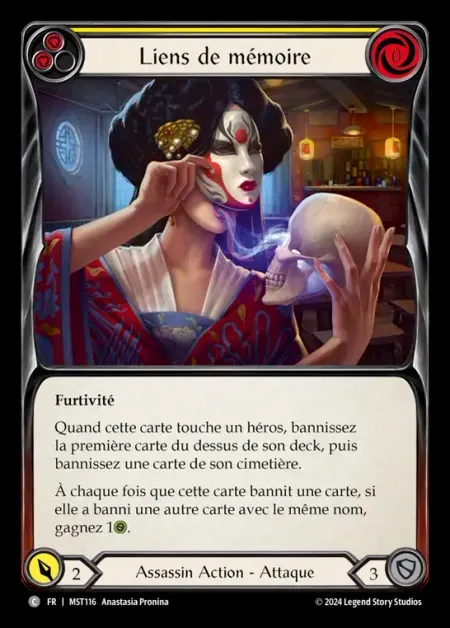 Liens de mémoire
0
Furtivité
Quand cette carte touche un héros, bannissez
la première carte du dessus de son deck, puis
bannissez une carte de son cimetière.
À chaque fois que cette carte bannit une carte, si
elle a banni une autre carte avec le même nom,
gagnez 1.
2 Assassin Action - Attaque 3
C FR | MST116 Anastasia Pronina © 2024 Legend Story Studios